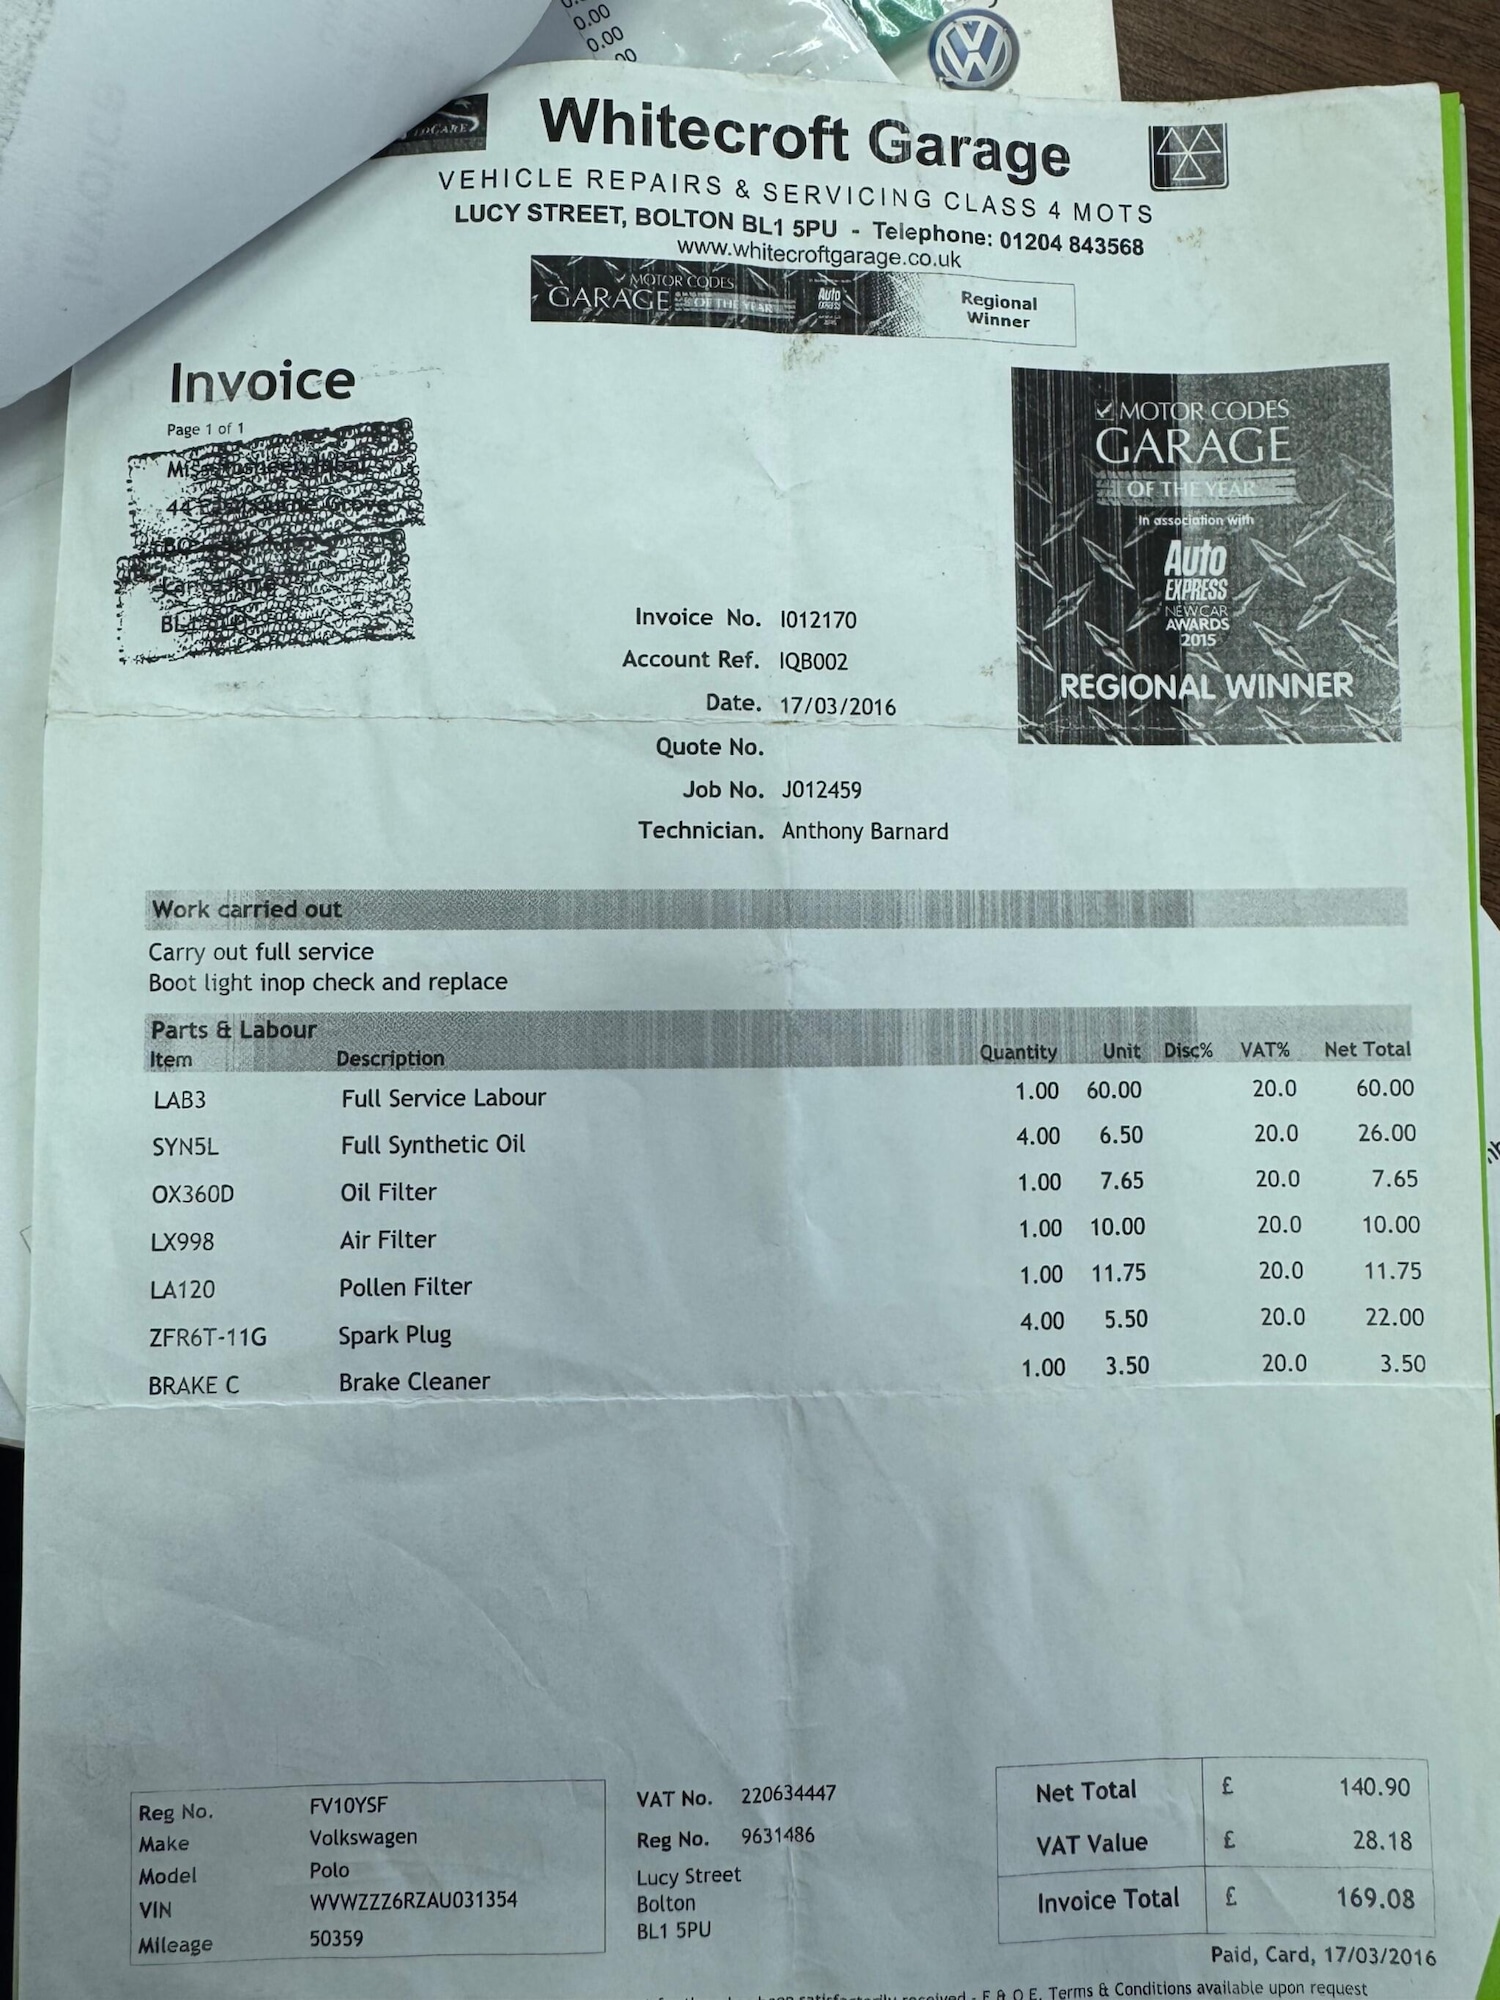 0.00
0.00
Whitecroft Garage
VEHICLE REPAIRS & SERVICING CLASS 4 MOTS
LUCY STREET, BOLTON BL1 5PU - Telephone: 01204 843568
www.whitecroftgarage.co.uk
MOTOR CODES
GARAGE OF THE YEAR
Auto EXPRESS
Regional Winner
Invoice
Page 1 of 1
MOTOR CODES
GARAGE
OF THE YEAR
In association with
Auto
EXPRESS
NEW CAR
AWARDS
2015
REGIONAL WINNER
Invoice No. I012170
Account Ref. IQB002
Date. 17/03/2016
Quote No.
Job No. J012459
Technician. Anthony Barnard
Work carried out
Carry out full service
Boot light inop check and replace
Parts & Labour
Item Description Quantity Unit Disc% VAT% Net Total
LAB3 Full Service Labour 1.00 60.00 20.0 60.00
SYN5L Full Synthetic Oil 4.00 6.50 20.0 26.00
OX360D Oil Filter 1.00 7.65 20.0 7.65
LX998 Air Filter 1.00 10.00 20.0 10.00
LA120 Pollen Filter 1.00 11.75 20.0 11.75
ZFR6T-11G Spark Plug 4.00 5.50 20.0 22.00
BRAKE C Brake Cleaner 1.00 3.50 20.0 3.50
Reg No. FV10YSF
Make Volkswagen
Model Polo
VIN WVWZZZ6RZAU031354
Mileage 50359
VAT No. 220634447
Reg No. 9631486
Lucy Street
Bolton
BL1 5PU
Net Total £ 140.90
VAT Value £ 28.18
Invoice Total £ 169.08
Paid, Card, 17/03/2016
satisfactorily received - E & O E. Terms & Conditions available upon request